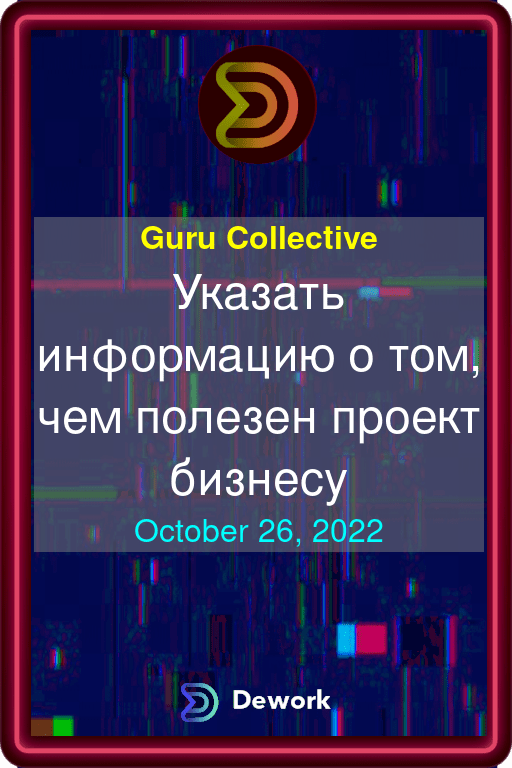 Guru Collective
Указать
информацию о том,
чем полезен проект
бизнесу
October 26, 2022
Dework